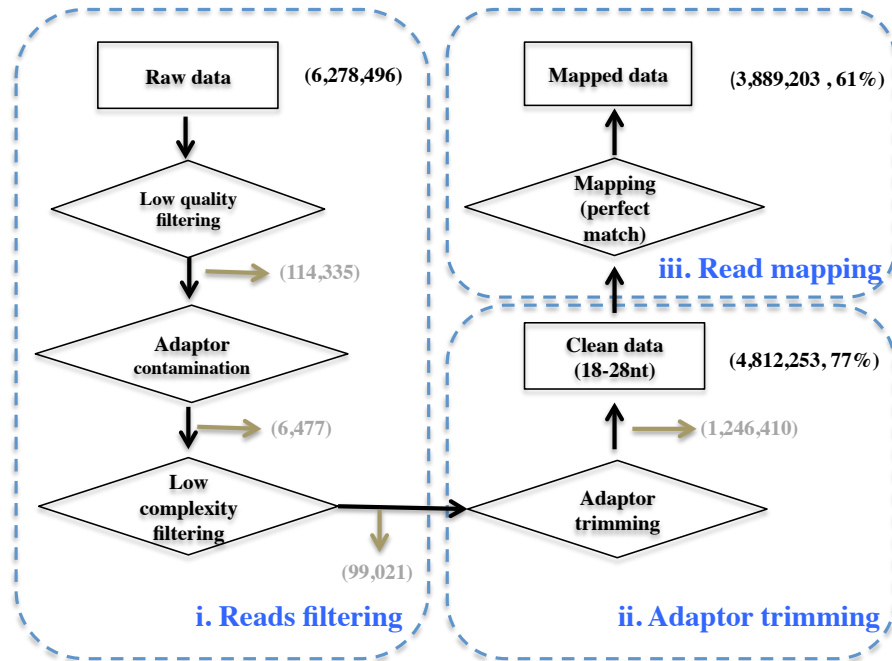 Raw data
(6,278,496)
Low quality
filtering
(114,335)
Adaptor
contamination
(6,477)
Low
complexity
filtering
(99,021)
i. Reads filtering
Mapped data
(3,889,203 , 61%)
Mapping
(perfect
match)
iii. Read mapping
Clean data
(18-28nt)
(4,812,253, 77%)
(1,246,410)
Adaptor
trimming
ii. Adaptor trimming